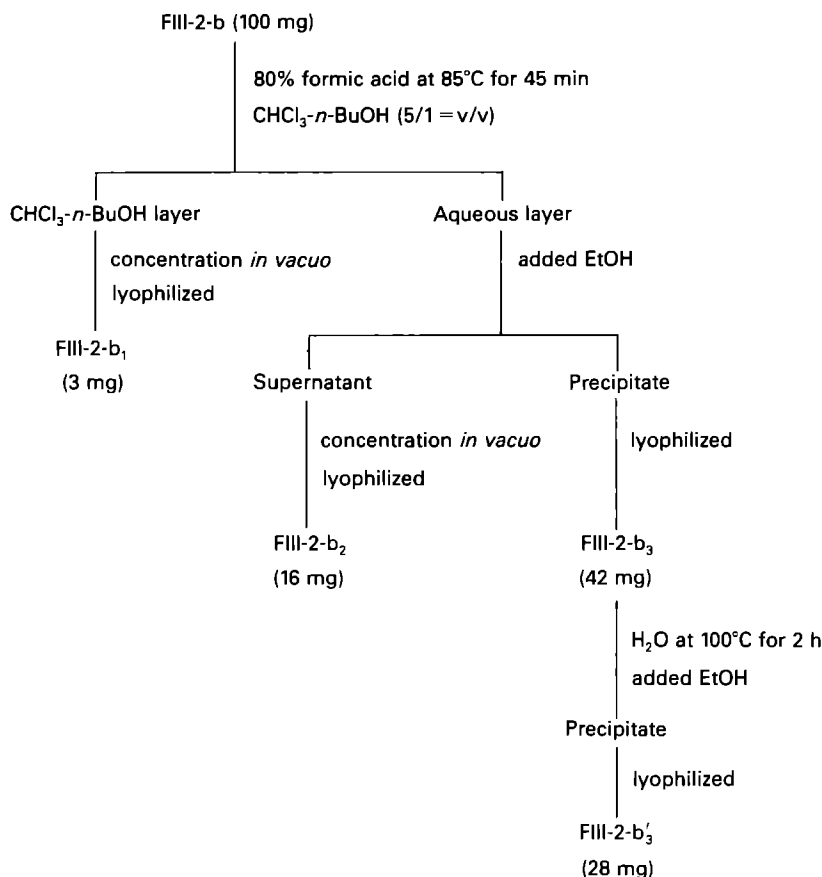 FIII-2-b (100 mg)
80% formic acid at 85°C for 45 min
CHCl₃-n-BuOH (5/1 = v/v)
CHCl₃-n-BuOH layer
Aqueous layer
concentration in vacuo
lyophilized
added EtOH
FIII-2-b₁
(3 mg)
Supernatant
Precipitate
concentration in vacuo
lyophilized
lyophilized
FIII-2-b₂
(16 mg)
FIII-2-b₃
(42 mg)
H₂O at 100°C for 2 h
added EtOH
Precipitate
lyophilized
FIII-2-b₃′
(28 mg)